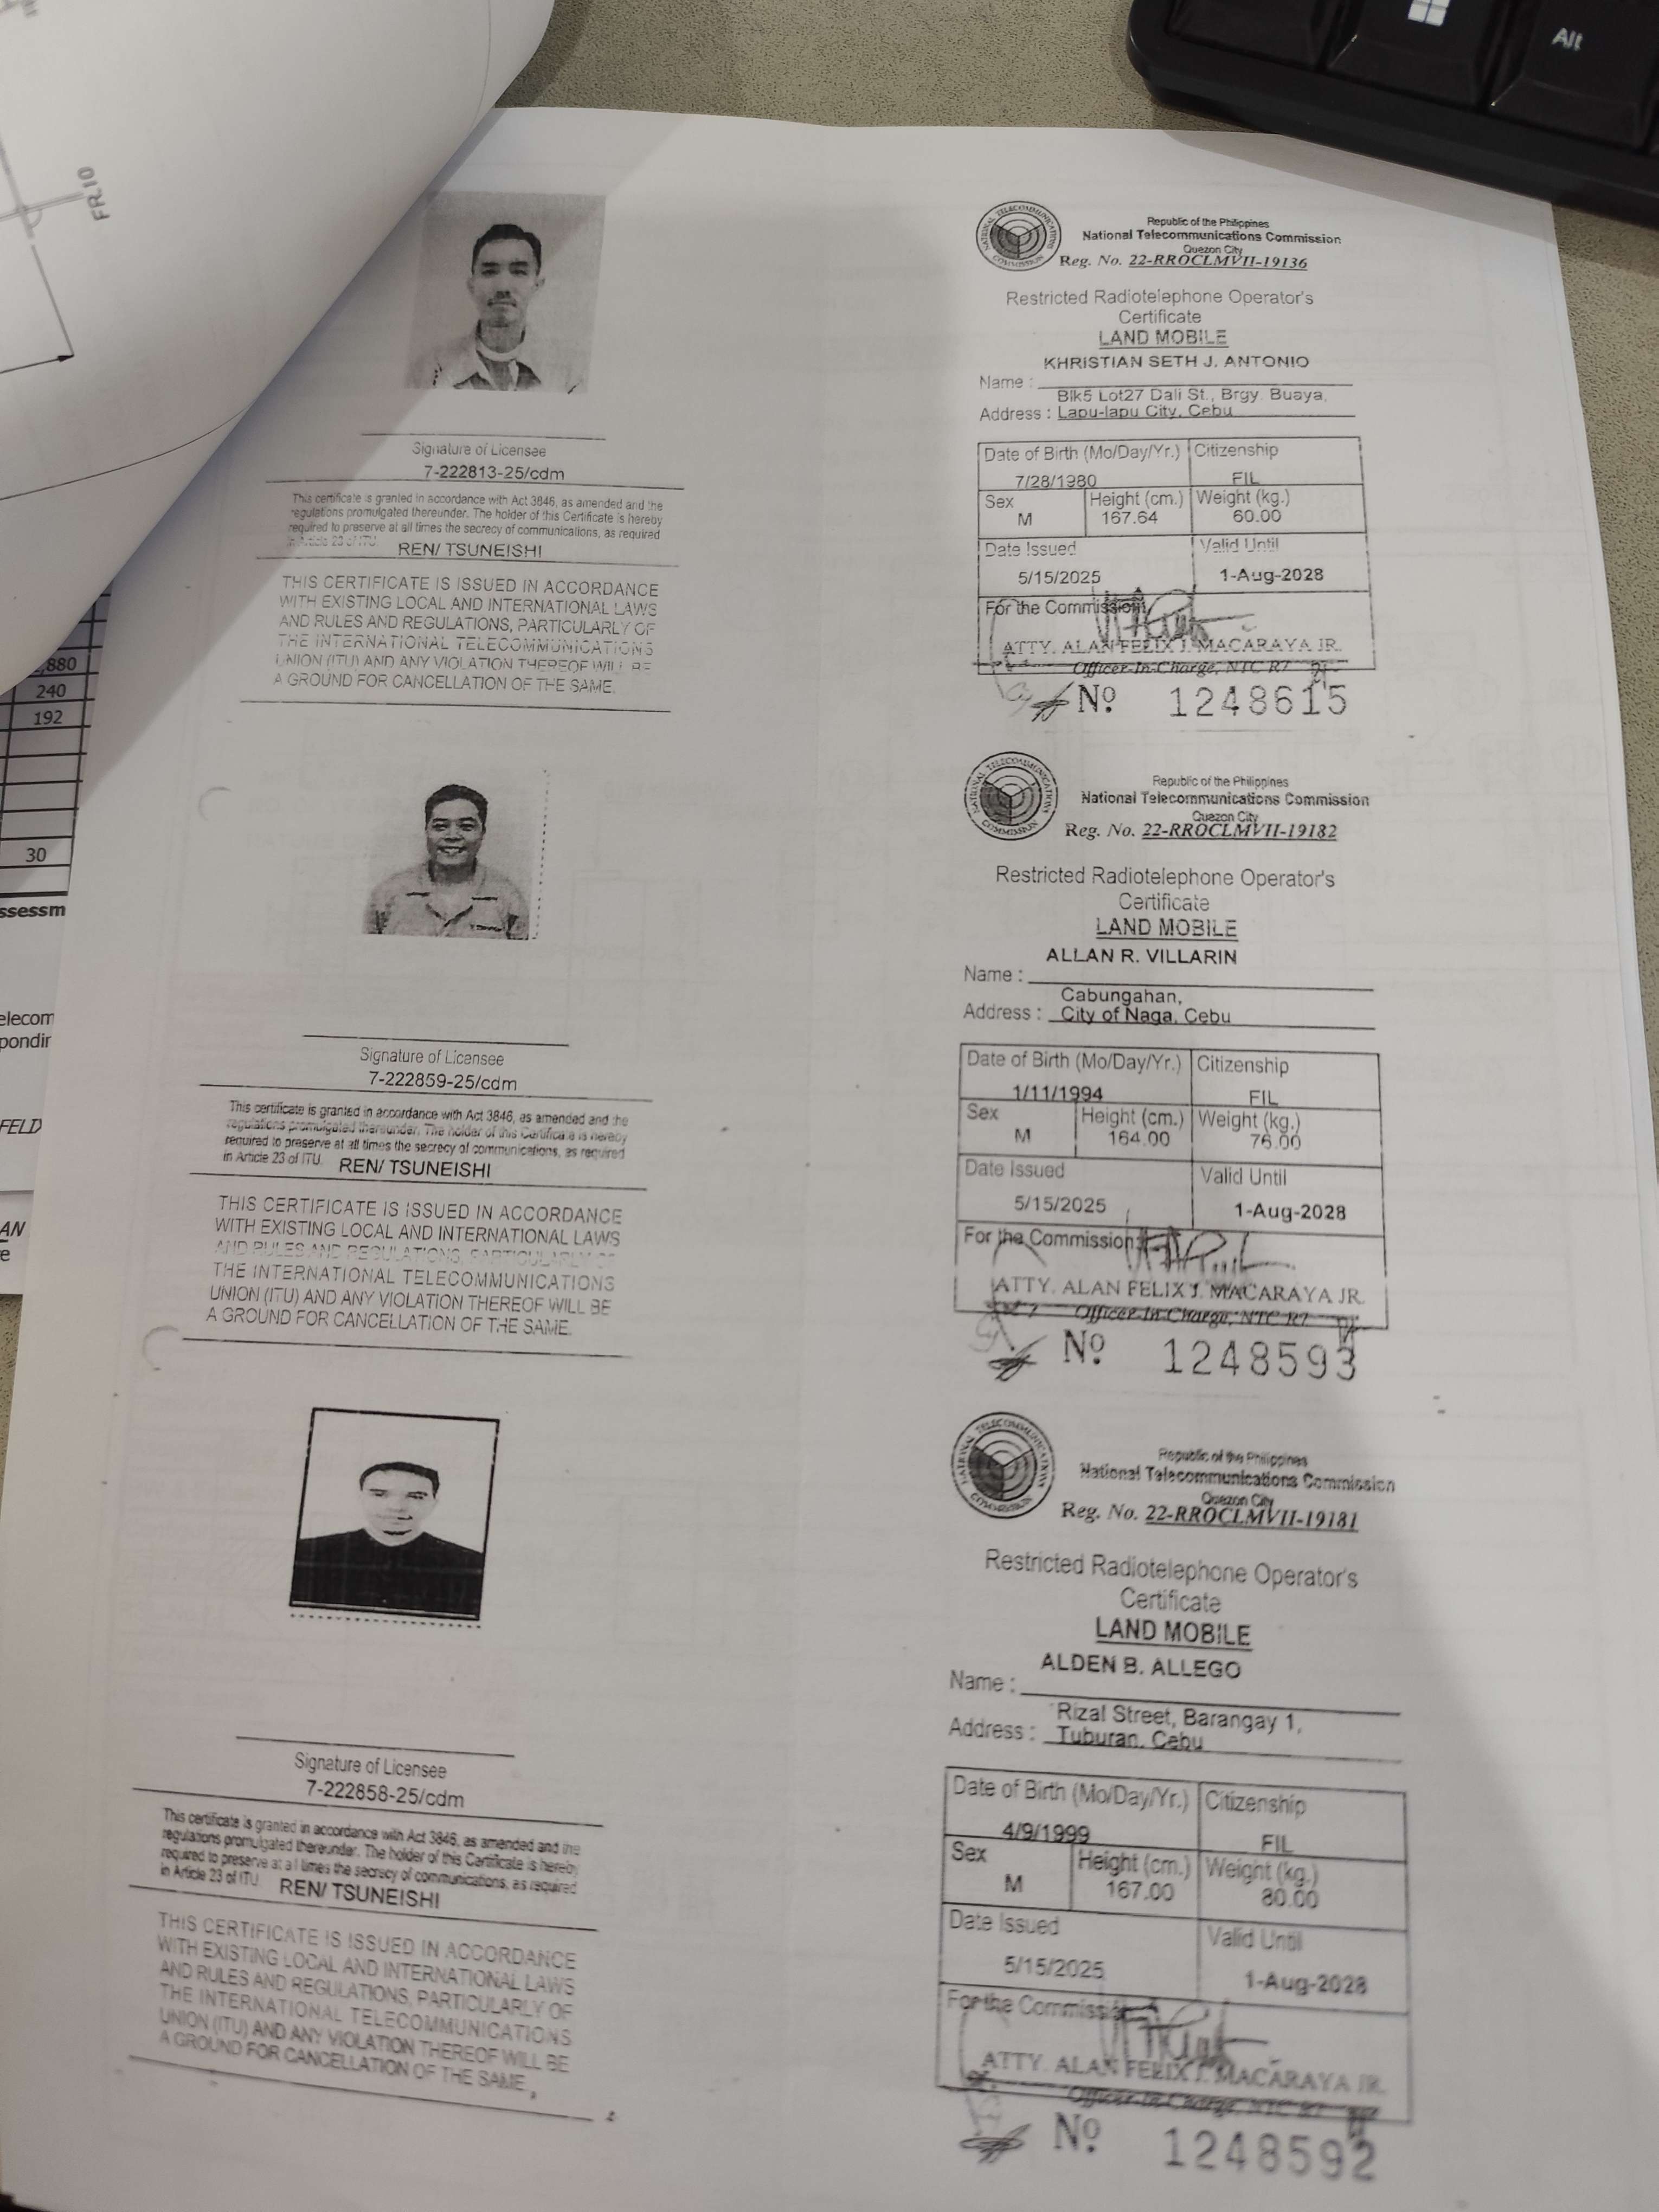 Alt
FR.10
Republic of the Philippines
National Telecommunications Commission
Quezon City
Reg. No. 22-RROCLMVII-19136
Restricted Radiotelephone Operator's
Certificate
LAND MOBILE
KHRISTIAN SETH J. ANTONIO
Name :
Blk5 Lot27 Dali St., Brgy. Buaya,
Address : Lapu-lapu City, Cebu
Date of Birth (Mo/Day/Yr.) Citizenship
7/28/1980 FIL
Sex Height (cm.) Weight (kg.)
M 167.64 60.00
Date Issued Valid Until
5/15/2025 1-Aug-2028
For the Commission:
ATTY. ALAN FELIX J. MACARAYA JR.
Officer-In-Charge, NTC R7
Nº 1248615
Signature of Licensee
7-222813-25/cdm
This certificate is granted in accordance with Act 3846, as amended and the
regulations promulgated thereunder. The holder of this Certificate is hereby
required to preserve at all times the secrecy of communications, as required
in Article 23 of ITU. REN/ TSUNEISHI
THIS CERTIFICATE IS ISSUED IN ACCORDANCE
WITH EXISTING LOCAL AND INTERNATIONAL LAWS
AND RULES AND REGULATIONS, PARTICULARLY OF
THE INTERNATIONAL TELECOMMUNICATIONS
UNION (ITU) AND ANY VIOLATION THEREOF WILL BE
A GROUND FOR CANCELLATION OF THE SAME.
,880
240
192
30
ssessm
elecom
pondir
FELIX
AN
e
Republic of the Philippines
National Telecommunications Commission
Quezon City
Reg. No. 22-RROCLMVII-19182
Restricted Radiotelephone Operator's
Certificate
LAND MOBILE
ALLAN R. VILLARIN
Name :
Cabungahan,
Address : City of Naga, Cebu
Date of Birth (Mo/Day/Yr.) Citizenship
1/11/1994 FIL
Sex Height (cm.) Weight (kg.)
M 164.00 76.00
Date Issued Valid Until
5/15/2025 1-Aug-2028
For the Commission:
ATTY. ALAN FELIX J. MACARAYA JR.
Officer-In-Charge, NTC R7
Nº 1248593
Signature of Licensee
7-222859-25/cdm
This certificate is granted in accordance with Act 3846, as amended and the
regulations promulgated thereunder. The holder of this Certificate is hereby
required to preserve at all times the secrecy of communications, as required
in Article 23 of ITU. REN/ TSUNEISHI
THIS CERTIFICATE IS ISSUED IN ACCORDANCE
WITH EXISTING LOCAL AND INTERNATIONAL LAWS
AND RULES AND REGULATIONS, PARTICULARLY OF
THE INTERNATIONAL TELECOMMUNICATIONS
UNION (ITU) AND ANY VIOLATION THEREOF WILL BE
A GROUND FOR CANCELLATION OF THE SAME.
Republic of the Philippines
National Telecommunications Commission
Quezon City
Reg. No. 22-RROCLMVII-19181
Restricted Radiotelephone Operator's
Certificate
LAND MOBILE
ALDEN B. ALLEGO
Name :
Rizal Street, Barangay 1,
Address : Tuburan, Cebu
Date of Birth (Mo/Day/Yr.) Citizenship
4/9/1999 FIL
Sex Height (cm.) Weight (kg.)
M 167.00 80.00
Date Issued Valid Until
5/15/2025 1-Aug-2028
For the Commission
ATTY. ALAN FELIX J. MACARAYA JR.
Officer-In-Charge, NTC R7
Nº 1248592
Signature of Licensee
7-222858-25/cdm
This certificate is granted in accordance with Act 3846, as amended and the
regulations promulgated thereunder. The holder of this Certificate is hereby
required to preserve at all times the secrecy of communications, as required
in Article 23 of ITU. REN/ TSUNEISHI
THIS CERTIFICATE IS ISSUED IN ACCORDANCE
WITH EXISTING LOCAL AND INTERNATIONAL LAWS
AND RULES AND REGULATIONS, PARTICULARLY OF
THE INTERNATIONAL TELECOMMUNICATIONS
UNION (ITU) AND ANY VIOLATION THEREOF WILL BE
A GROUND FOR CANCELLATION OF THE SAME.